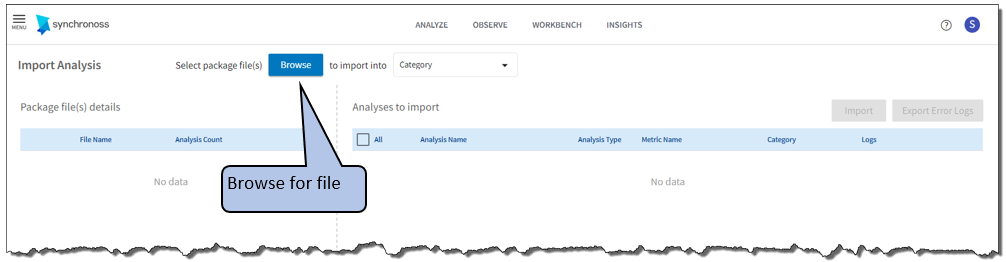 MENU synchronoss ANALYZE OBSERVE WORKBENCH INSIGHTS ? S
Import Analysis Select package file(s) Browse to import into Category
Package file(s) details Analyses to import Import Export Error Logs
File Name Analysis Count All Analysis Name Analysis Type Metric Name Category Logs
No data No data
Browse for file